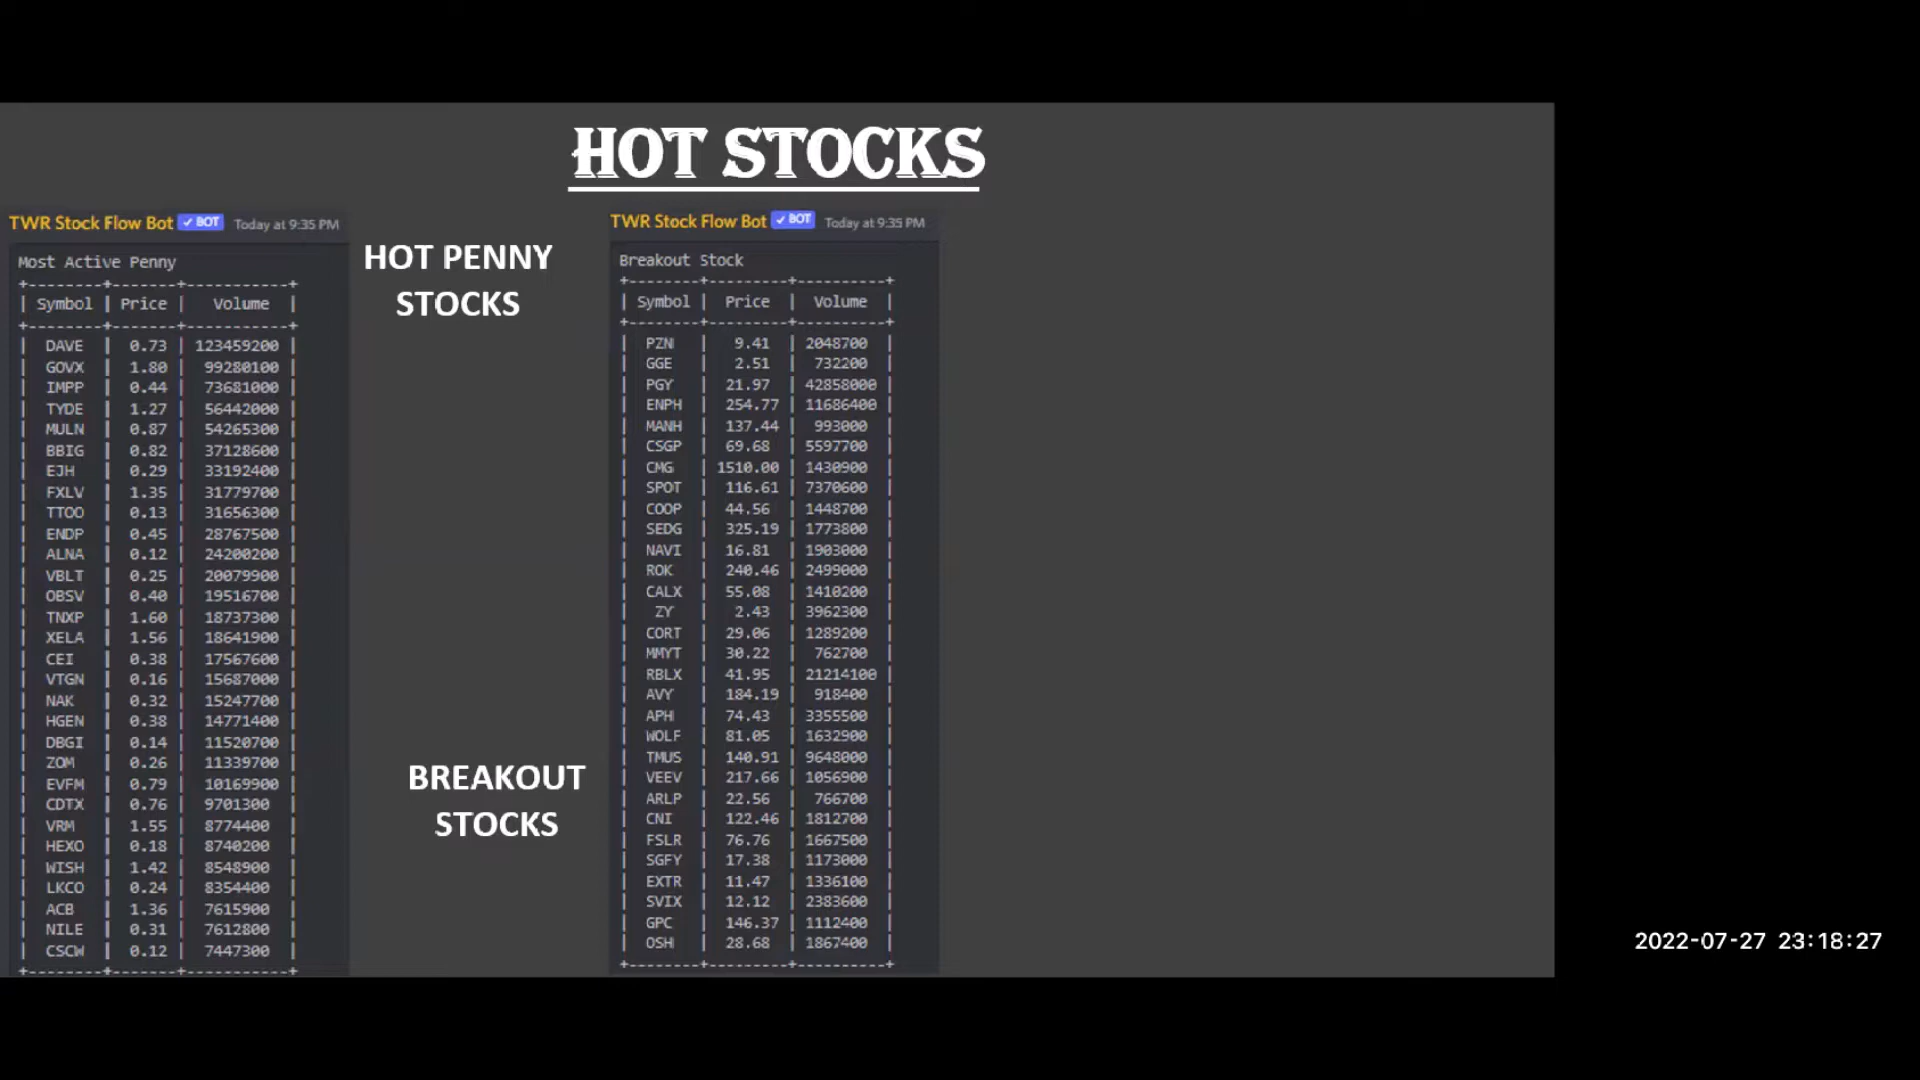 HOT STOCKS
TWR Stock Flow Bot ✓ BOT Today at 9:35 PM
Most Active Penny
+--------+-------+-----------+
| Symbol | Price | Volume |
+--------+-------+-----------+
| DAVE | 0.73 | 123459200 |
| GOVX | 1.80 | 99280100 |
| IMPP | 0.44 | 73681000 |
| TYDE | 1.27 | 56442000 |
| MULN | 0.87 | 54265300 |
| BBIG | 0.82 | 37128600 |
| EJH | 0.29 | 33192400 |
| FXLV | 1.35 | 31779700 |
| TTOO | 0.13 | 31656300 |
| ENDP | 0.45 | 28767500 |
| ALNA | 0.12 | 24200200 |
| VBLT | 0.25 | 20079900 |
| OBSV | 0.40 | 19516700 |
| TNXP | 1.60 | 18737300 |
| XELA | 1.56 | 18641900 |
| CEI | 0.38 | 17567600 |
| VTGN | 0.16 | 15687000 |
| NAK | 0.32 | 15247700 |
| HGEN | 0.38 | 14771400 |
| DBGI | 0.14 | 11520700 |
| ZOM | 0.26 | 11339700 |
| EVFM | 0.79 | 10169900 |
| CDTX | 0.76 | 9701300 |
| VRM | 1.55 | 8774400 |
| HEXO | 0.18 | 8740200 |
| WISH | 1.42 | 8548900 |
| LKCO | 0.24 | 8354400 |
| ACB | 1.36 | 7615900 |
| NILE | 0.31 | 7612800 |
| CSCW | 0.12 | 7447300 |
+--------+-------+-----------+
HOT PENNY
STOCKS
BREAKOUT
STOCKS
TWR Stock Flow Bot ✓ BOT Today at 9:35 PM
Breakout Stock
+--------+---------+----------+
| Symbol | Price | Volume |
+--------+---------+----------+
| PZN | 9.41 | 2048700 |
| GGE | 2.51 | 732200 |
| PGY | 21.97 | 42858000 |
| ENPH | 254.77 | 11686400 |
| MANH | 137.44 | 993000 |
| CSGP | 69.68 | 5597700 |
| CMG | 1510.00 | 1430900 |
| SPOT | 116.61 | 7370600 |
| COOP | 44.56 | 1448700 |
| SEDG | 325.19 | 1773800 |
| NAVI | 16.81 | 1903000 |
| ROK | 240.46 | 2499000 |
| CALX | 55.08 | 1410200 |
| ZY | 2.43 | 3962300 |
| CORT | 29.06 | 1289200 |
| MMYT | 30.22 | 762700 |
| RBLX | 41.95 | 21214100 |
| AVY | 184.19 | 918400 |
| APH | 74.43 | 3355500 |
| WOLF | 81.05 | 1632900 |
| TMUS | 140.91 | 9648000 |
| VEEV | 217.66 | 1056900 |
| ARLP | 22.56 | 766700 |
| CNI | 122.46 | 1812700 |
| FSLR | 76.76 | 1667500 |
| SGFY | 17.38 | 1173000 |
| EXTR | 11.47 | 1336100 |
| SVIX | 12.12 | 2383600 |
| GPC | 146.37 | 1112400 |
| OSH | 28.68 | 1867400 |
+--------+---------+----------+
2022-07-27 23:18:27